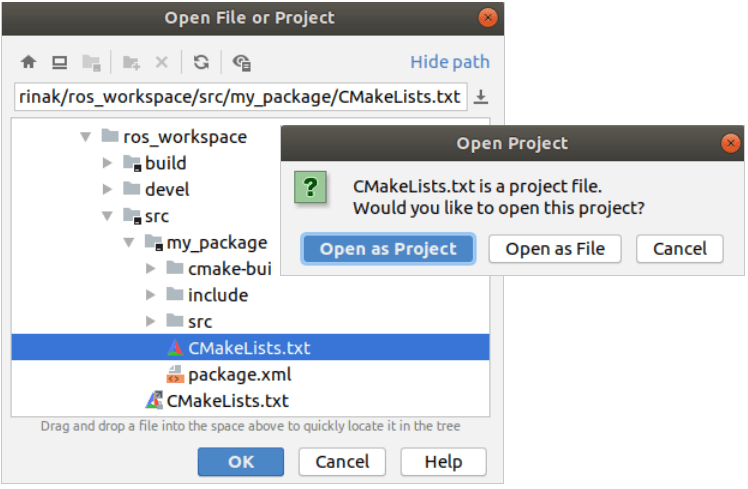 Open File or Project
Hide path
rinak/ros_workspace/src/my_package/CMakeLists.txt
ros_workspace
build
devel
src
my_package
cmake-bui
include
src
CMakeLists.txt
package.xml
CMakeLists.txt
Drag and drop a file into the space above to quickly locate it in the tree
OK Cancel Help
Open Project
?
CMakeLists.txt is a project file.
Would you like to open this project?
Open as Project Open as File Cancel